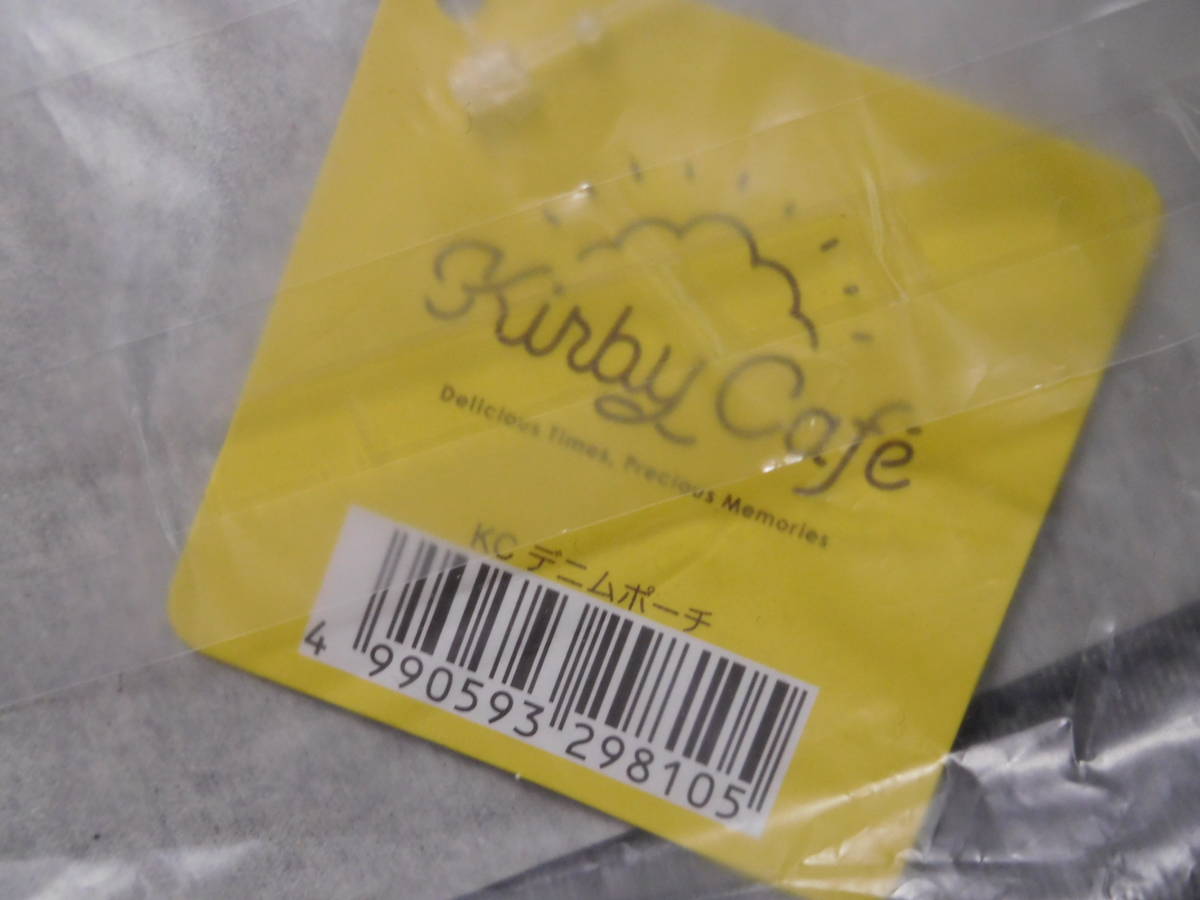 Kirby Café
Delicious Times, Precious Memories
KC デニムポーチ
4 990593 298105